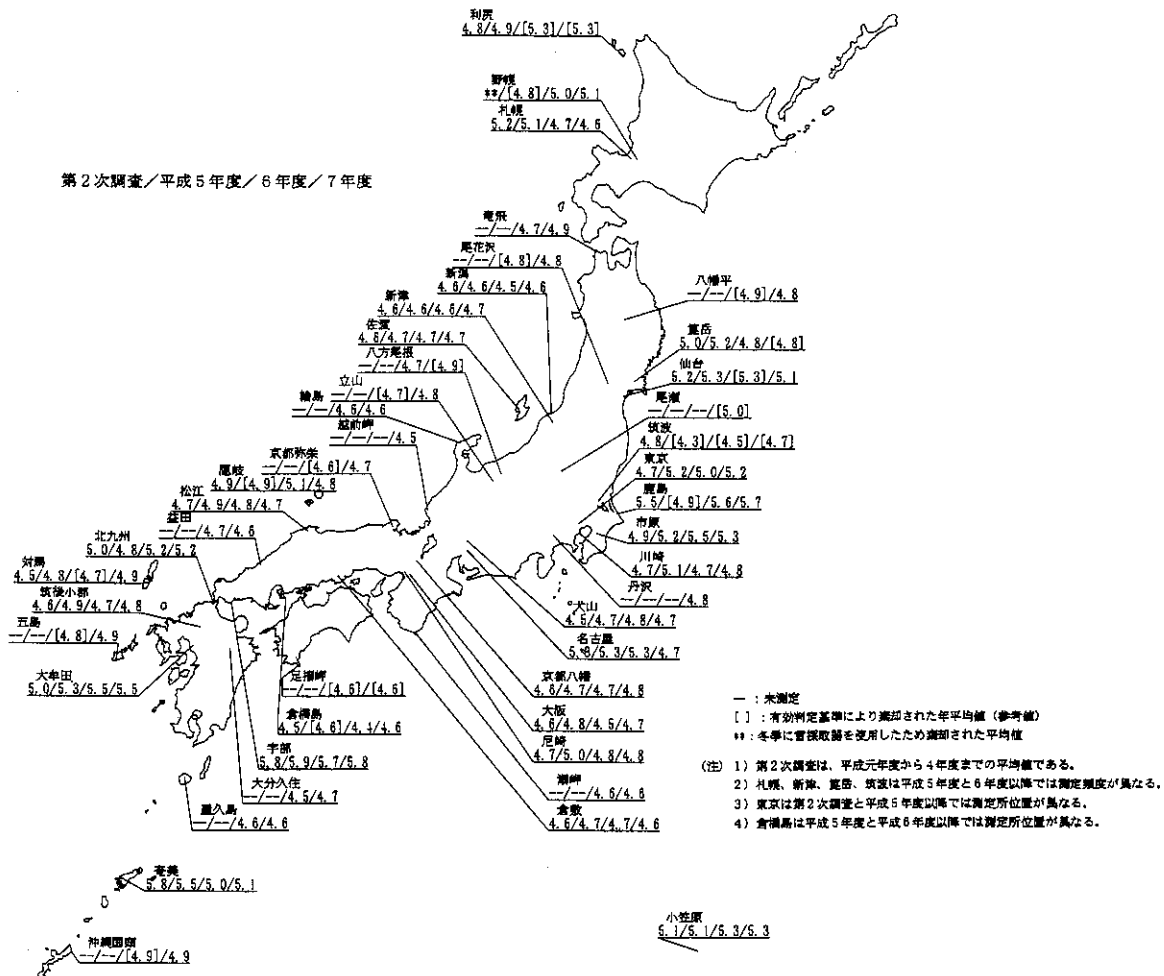 利尻
4.8/4.9/[5.3]/[5.3]
野幌
**/[4.8]/5.0/5.1
札幌
5.2/5.1/4.7/4.6
第2次調査／平成5年度／6年度／7年度
竜飛
--/--/4.7/4.9
尾花沢
--/--/[4.8]/4.8
新潟
4.6/4.6/4.5/4.6
新津
4.6/4.6/4.6/4.7
佐渡
4.6/4.7/4.7/4.7
八方尾根
--/--/4.7/[4.9]
立山
--/--/[4.7]/4.8
輪島
--/--/4.6/4.6
越前岬
--/--/--/4.5
京都弥栄
--/--/[4.6]/4.7
隠岐
4.9/[4.9]/5.1/4.8
松江
4.7/4.9/4.8/4.7
益田
--/--/4.7/4.6
北九州
5.0/4.8/5.2/5.2
対馬
4.5/4.8/[4.7]/4.9
筑後小郡
4.6/4.9/4.7/4.8
五島
--/--/[4.8]/4.9
大牟田
5.0/5.3/5.5/5.5
八幡平
--/--/[4.9]/4.8
箟岳
5.0/5.2/4.8/[4.8]
仙台
5.2/5.3/[5.3]/5.1
尾瀬
--/--/--/[5.0]
筑波
4.8/[4.3]/[4.5]/[4.7]
東京
4.7/5.2/5.0/5.2
鹿島
5.5/[4.9]/5.6/5.7
市原
4.9/5.2/5.5/5.3
川崎
4.7/5.1/4.7/4.8
丹沢
--/--/--/4.8
犬山
4.5/4.7/4.8/4.7
名古屋
5.3/5.3/4.7
京都八幡
4.6/4.7/4.7/4.8
大阪
4.6/4.8/4.5/4.7
尼崎
4.7/5.0/4.8/4.8
潮岬
--/--/4.6/4.6
倉敷
4.6/4.7/4.7/4.6
足摺岬
--/--/[4.6]/[4.6]
倉橋島
4.5/[4.6]/4.4/4.6
宇部
5.8/5.9/5.7/5.8
大分久住
--/--/4.5/4.7
屋久島
--/--/4.6/4.6
奄美
5.8/5.5/5.0/5.1
沖縄国頭
--/--/[4.9]/4.9
小笠原
5.1/5.1/5.3/5.3
－：未測定
[ ]：有効判定基準により棄却された年平均値（参考値）
**：冬季に雪採取器を使用したため棄却された平均値
(注) 1) 第2次調査は、平成元年度から4年度までの平均値である。
2) 札幌、新津、箟岳、筑波は平成5年度と6年度以降では測定頻度が異なる。
3) 東京は第2次調査と平成5年度以降では測定所位置が異なる。
4) 倉橋島は平成5年度と平成6年度以降では測定所位置が異なる。